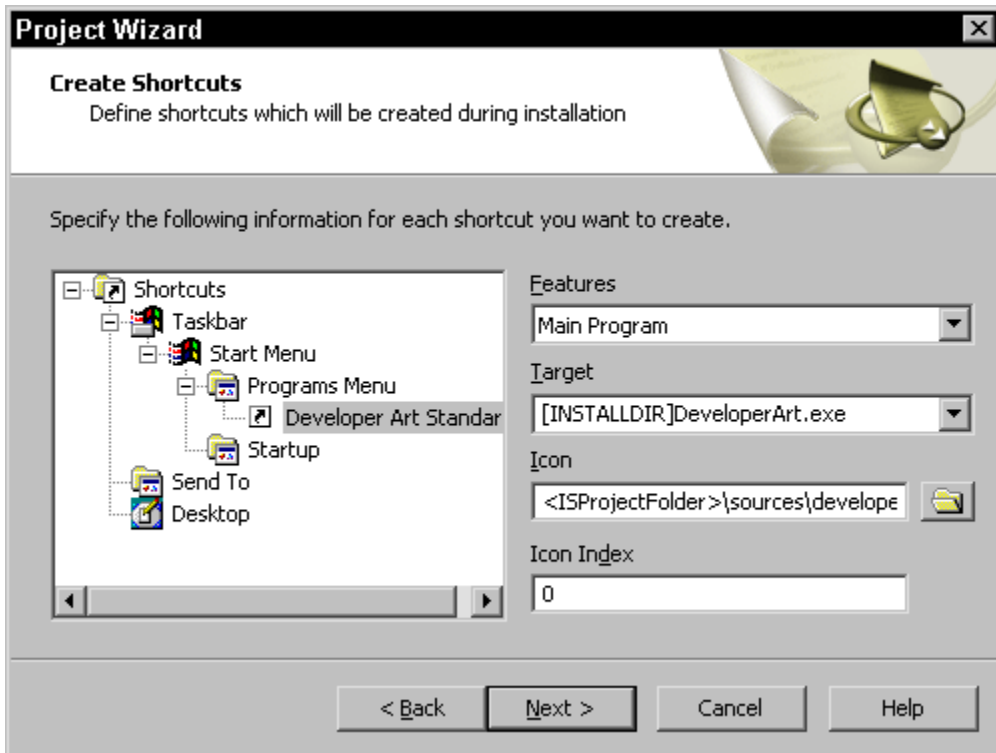 Project Wizard
Create Shortcuts
Define shortcuts which will be created during installation
Specify the following information for each shortcut you want to create.
Shortcuts
Taskbar
Start Menu
Programs Menu
Developer Art Standar
Startup
Send To
Desktop
Features
Main Program
Target
[INSTALLDIR]DeveloperArt.exe
Icon
<ISProjectFolder>\sources\develope
Icon Index
0
< Back
Next >
Cancel
Help